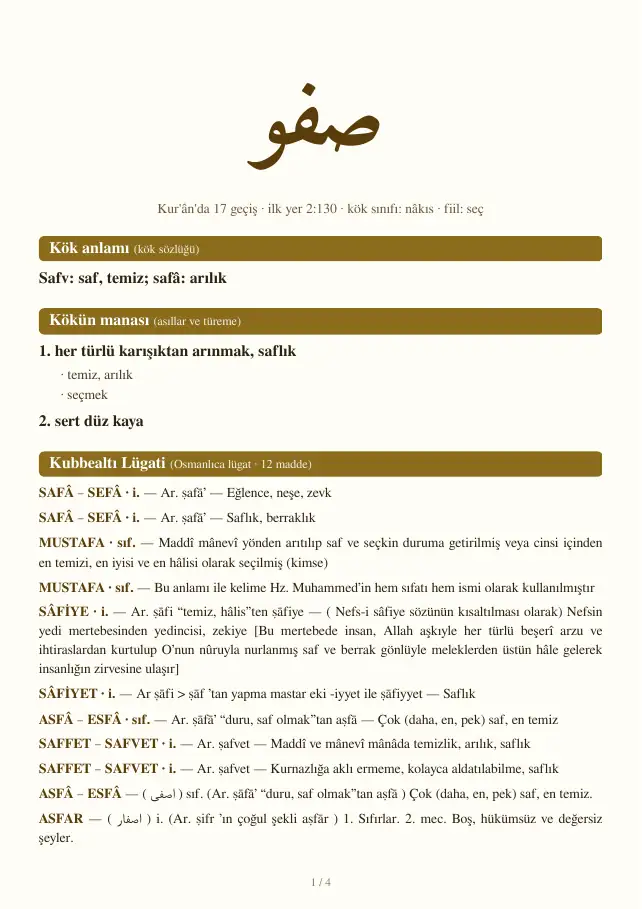 صفو
Kur'ân'da 17 geçiş · ilk yer 2:130 · kök sınıfı: nâkıs · fiil: seç
Kök anlamı (kök sözlüğü)
Safv: saf, temiz; safâ: arılık
Kökün manası (asıllar ve türeme)
1. her türlü karışıktan arınmak, saflık
· temiz, arılık
· seçmek
2. sert düz kaya
Kubbealtı Lügati (Osmanlıca lügat · 12 madde)
SAFÂ – SEFÂ · i. — Ar. ṣafā’ — Eğlence, neşe, zevk
SAFÂ – SEFÂ · i. — Ar. ṣafā’ — Saflık, berraklık
MUSTAFA · sıf. — Maddî mânevî yönden arıtılıp saf ve seçkin duruma getirilmiş veya cinsi içinden
en temizi, en iyisi ve en hâlisi olarak seçilmiş (kimse)
MUSTAFA · sıf. — Bu anlamı ile kelime Hz. Muhammed’in hem sıfatı hem ismi olarak kullanılmıştır
SÂFİYE · i. — Ar. ṣāfі “temiz, hâlis”ten ṣāfiye — ( Nefs-i sâfiye sözünün kısaltılması olarak) Nefsin
yedi mertebesinden yedincisi, zekiye [Bu mertebede insan, Allah aşkıyle her türlü beşerî arzu ve
ihtiraslardan kurtulup O’nun nûruyla nurlanmış saf ve berrak gönlüyle meleklerden üstün hâle gelerek
insanlığın zirvesine ulaşır]
SÂFİYET · i. — Ar ṣāfi > ṣāf ’tan yapma mastar eki -iyyet ile ṣāfiyyet — Saflık
ASFÂ – ESFÂ · sıf. — Ar. ṣāfā’ “duru, saf olmak”tan aṣfā — Çok (daha, en, pek) saf, en temiz
SAFFET – SAFVET · i. — Ar. ṣafvet — Maddî ve mânevî mânâda temizlik, arılık, saflık
SAFFET – SAFVET · i. — Ar. ṣafvet — Kurnazlığa aklı ermeme, kolayca aldatılabilme, saflık
ASFÂ – ESFÂ — ( اصفى ) sıf. (Ar. ṣāfā’ “duru, saf olmak”tan aṣfā ) Çok (daha, en, pek) saf, en temiz.
ASFAR — ( اصفار ) i. (Ar. ṣifr ’ın çoğul şekli aṣfār ) 1. Sıfırlar. 2. mec. Boş, hükümsüz ve değersiz
şeyler.
1 / 4